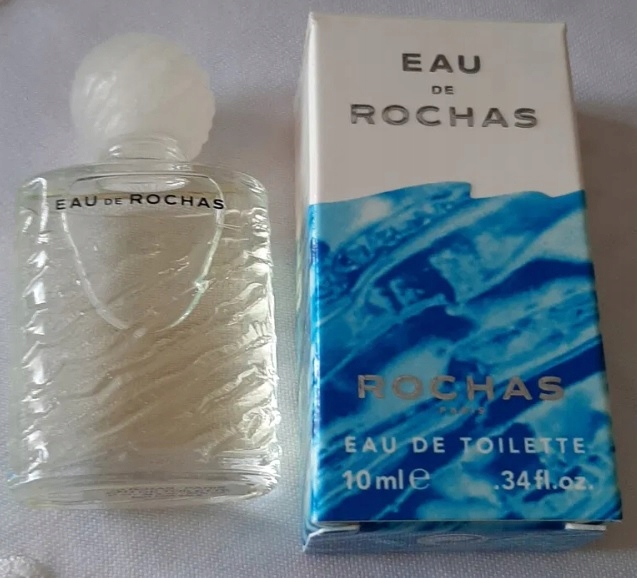 EAU DE ROCHAS
EAU
DE
ROCHAS
ROCHAS
PARIS
EAU DE TOILETTE
10 ml e .34 fl.oz.